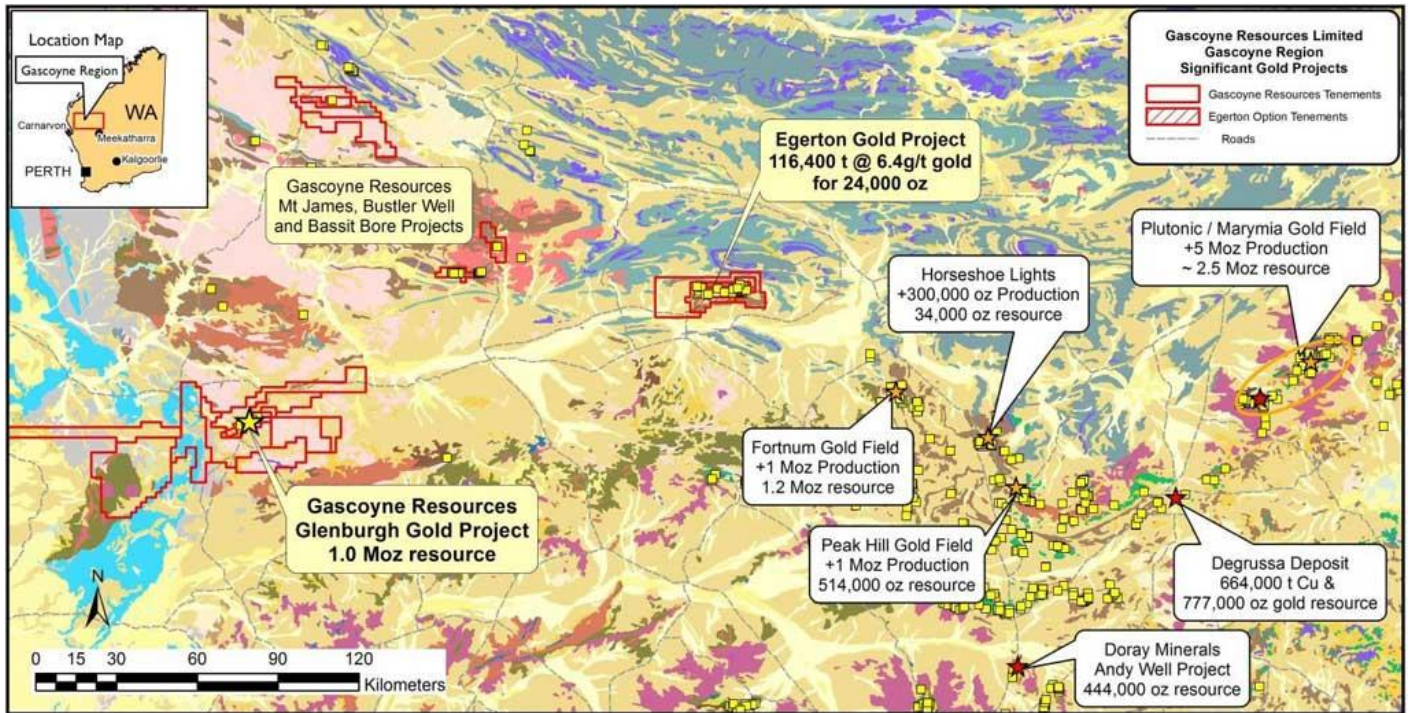 Location Map
Gascoyne Region
WA
Carnarvon
Meekatharra
Kalgoorlie
PERTH
Gascoyne Resources Limited
Gascoyne Region
Significant Gold Projects
Gascoyne Resources Tenements
Egerton Option Tenements
Roads
Egerton Gold Project
116,400 t @ 6.4g/t gold
for 24,000 oz
Gascoyne Resources
Mt James, Bustler Well
and Bassit Bore Projects
Plutonic / Marymia Gold Field
+5 Moz Production
~ 2.5 Moz resource
Horseshoe Lights
+300,000 oz Production
34,000 oz resource
Fortnum Gold Field
+1 Moz Production
1.2 Moz resource
Gascoyne Resources
Glenburgh Gold Project
1.0 Moz resource
Peak Hill Gold Field
+1 Moz Production
514,000 oz resource
Degrussa Deposit
664,000 t Cu &
777,000 oz gold resource
Doray Minerals
Andy Well Project
444,000 oz resource
N
0 15 30 60 90 120
Kilometers